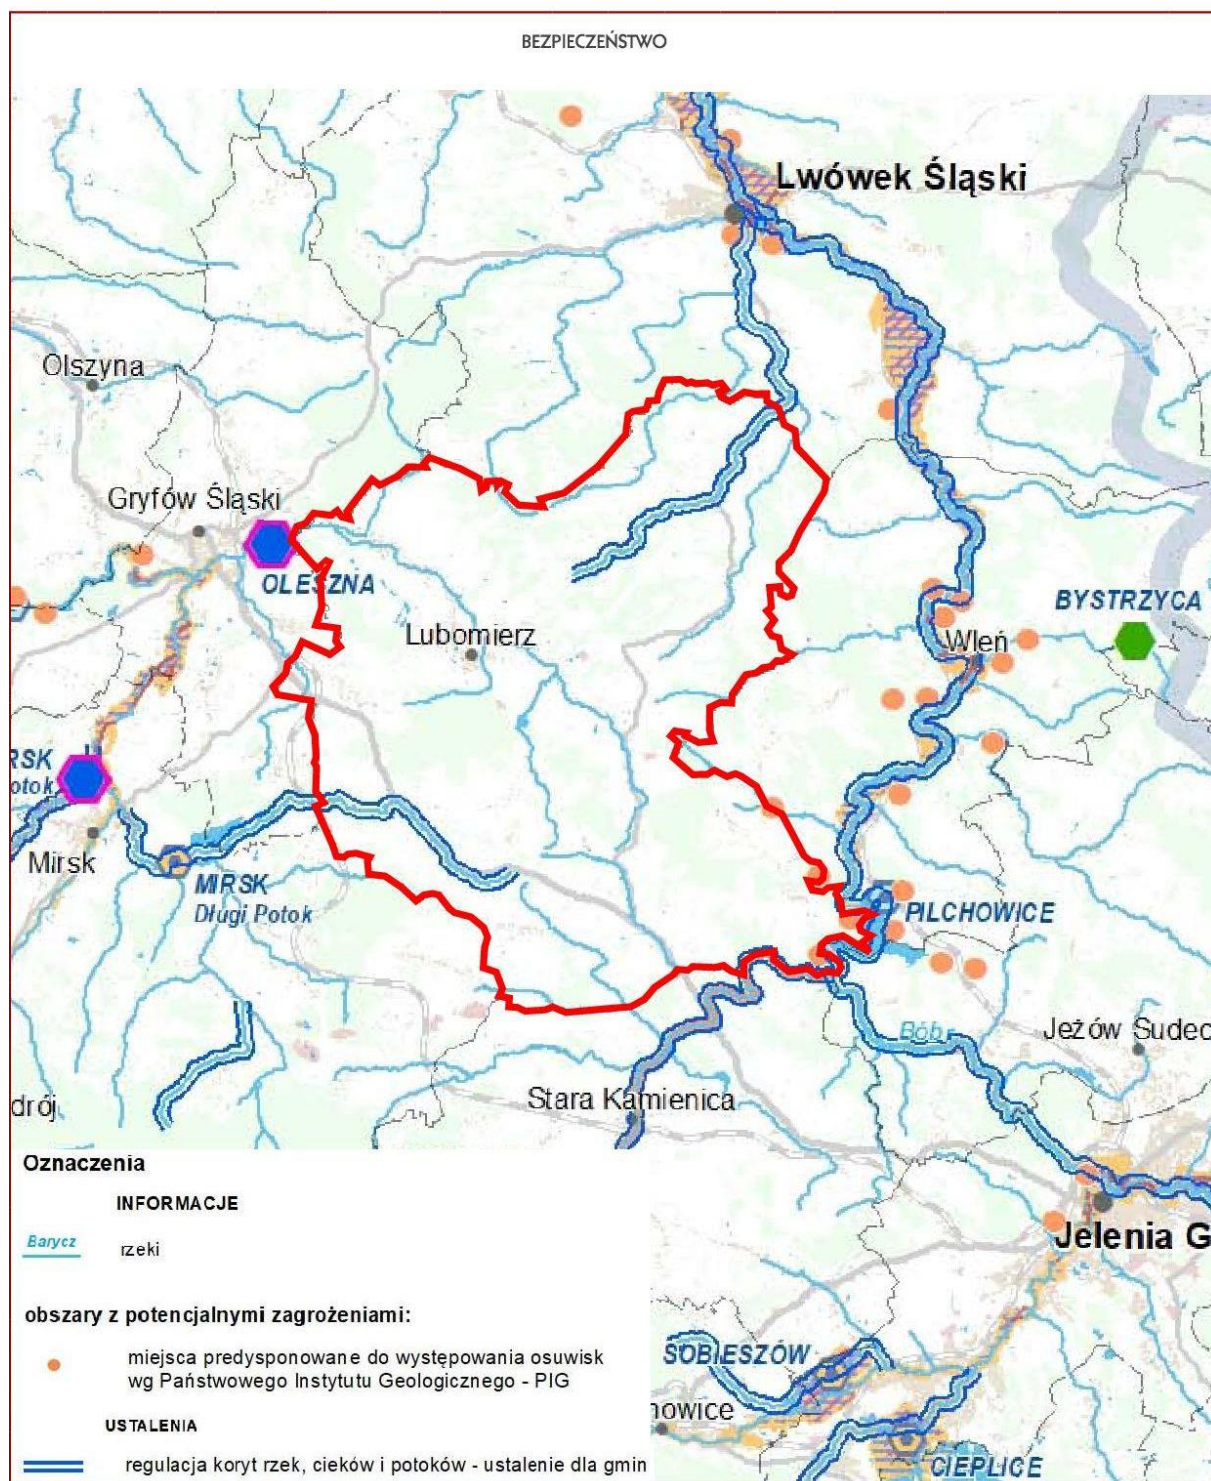 BEZPIECZEŃSTWO
Lwówek Śląski
Olszyna
Gryfów Śląski
OLESZNA
BYSTRZYCA
Lubomierz
Wleń
RSK
otok
Mirsk
MIRSK
Długi Potok
PILCHOWICE
Bóbr
Jeżów Sudec
drój
Stara Kamienica
Oznaczenia
INFORMACJE
Barycz
rzeki
Jelenia G
obszary z potencjalnymi zagrożeniami:
miejsca predysponowane do występowania osuwisk
wg Państwowego Instytutu Geologicznego - PIG
SOBIESZÓW
nowice
USTALENIA
regulacja koryt rzek, cieków i potoków - ustalenie dla gmin
CIEPLICE